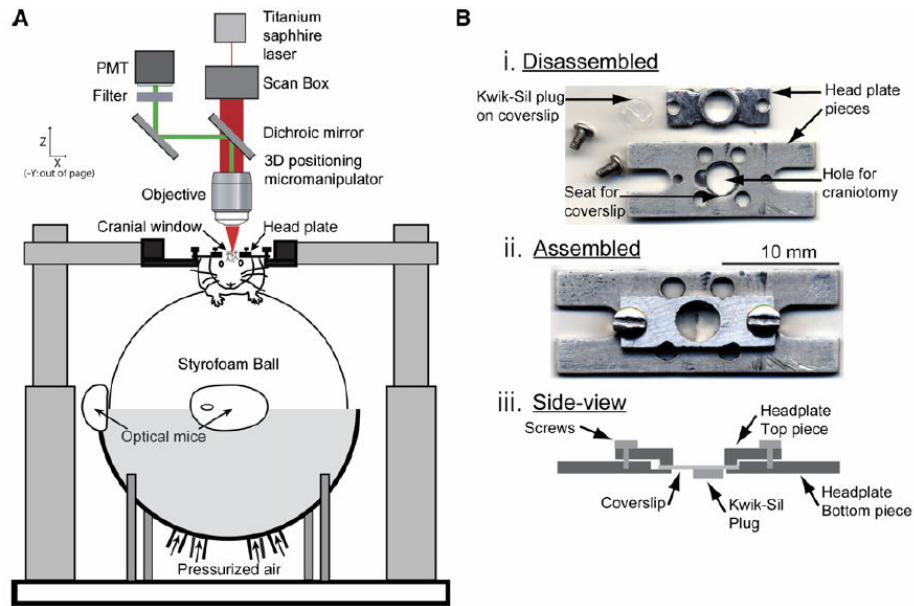 A
Titanium
saphhire
laser
PMT
Filter
Scan Box
Dichroic mirror
Z
X
(-Y: out of page)
3D positioning
micromanipulator
Objective
Cranial window
Head plate
Styrofoam Ball
Optical mice
Pressurized air
B
i. Disassembled
Kwik-Sil plug
on coverslip
Head plate
pieces
Hole for
craniotomy
Seat for
coverslip
ii. Assembled
10 mm
iii. Side-view
Screws
Headplate
Top piece
Coverslip
Kwik-Sil
Plug
Headplate
Bottom piece